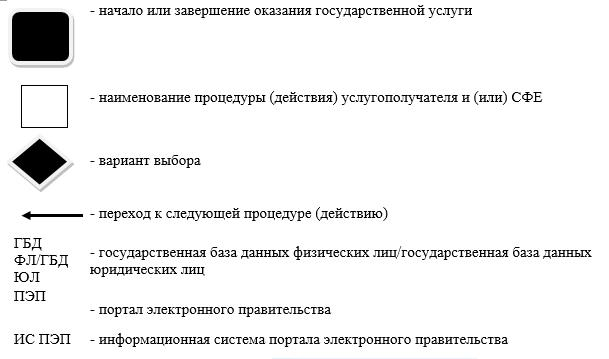 - начало или завершение оказания государственной услуги
- наименование процедуры (действия) услугополучателя и (или) СФЕ
- вариант выбора
- переход к следующей процедуре (действию)
ГБД
ФЛ/ГБД
ЮЛ
- государственная база данных физических лиц/государственная база данных
юридических лиц
ПЭП
- портал электронного правительства
ИС ПЭП - информационная система портала электронного правительства